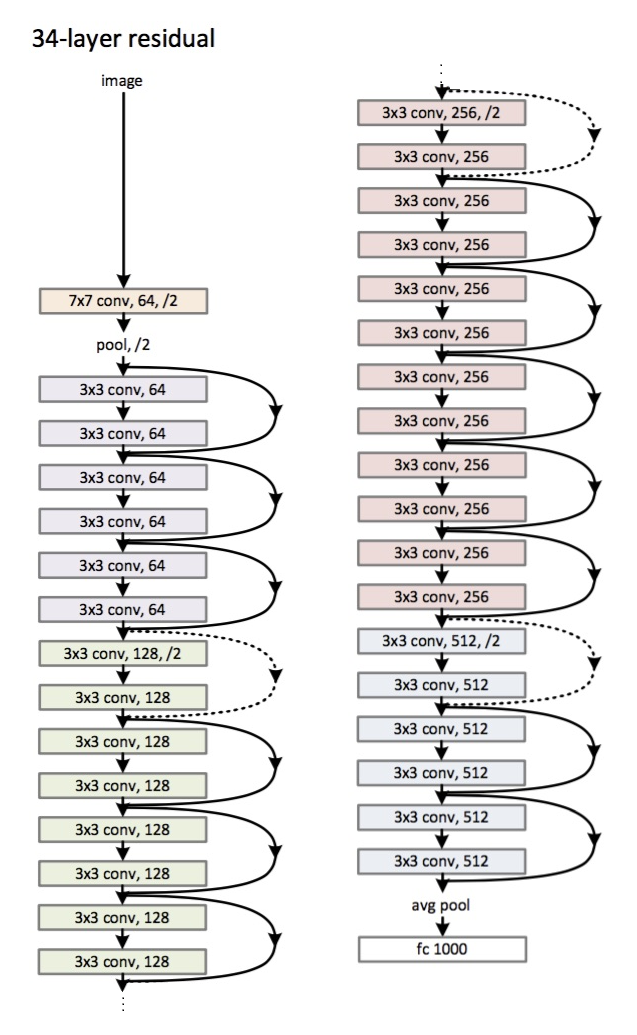 34-layer residual
image
7x7 conv, 64, /2
pool, /2
3x3 conv, 64
3x3 conv, 64
3x3 conv, 64
3x3 conv, 64
3x3 conv, 64
3x3 conv, 64
3x3 conv, 128, /2
3x3 conv, 128
3x3 conv, 128
3x3 conv, 128
3x3 conv, 128
3x3 conv, 128
3x3 conv, 128
3x3 conv, 128
3x3 conv, 256, /2
3x3 conv, 256
3x3 conv, 256
3x3 conv, 256
3x3 conv, 256
3x3 conv, 256
3x3 conv, 256
3x3 conv, 256
3x3 conv, 256
3x3 conv, 256
3x3 conv, 256
3x3 conv, 256
3x3 conv, 512, /2
3x3 conv, 512
3x3 conv, 512
3x3 conv, 512
3x3 conv, 512
3x3 conv, 512
avg pool
fc 1000